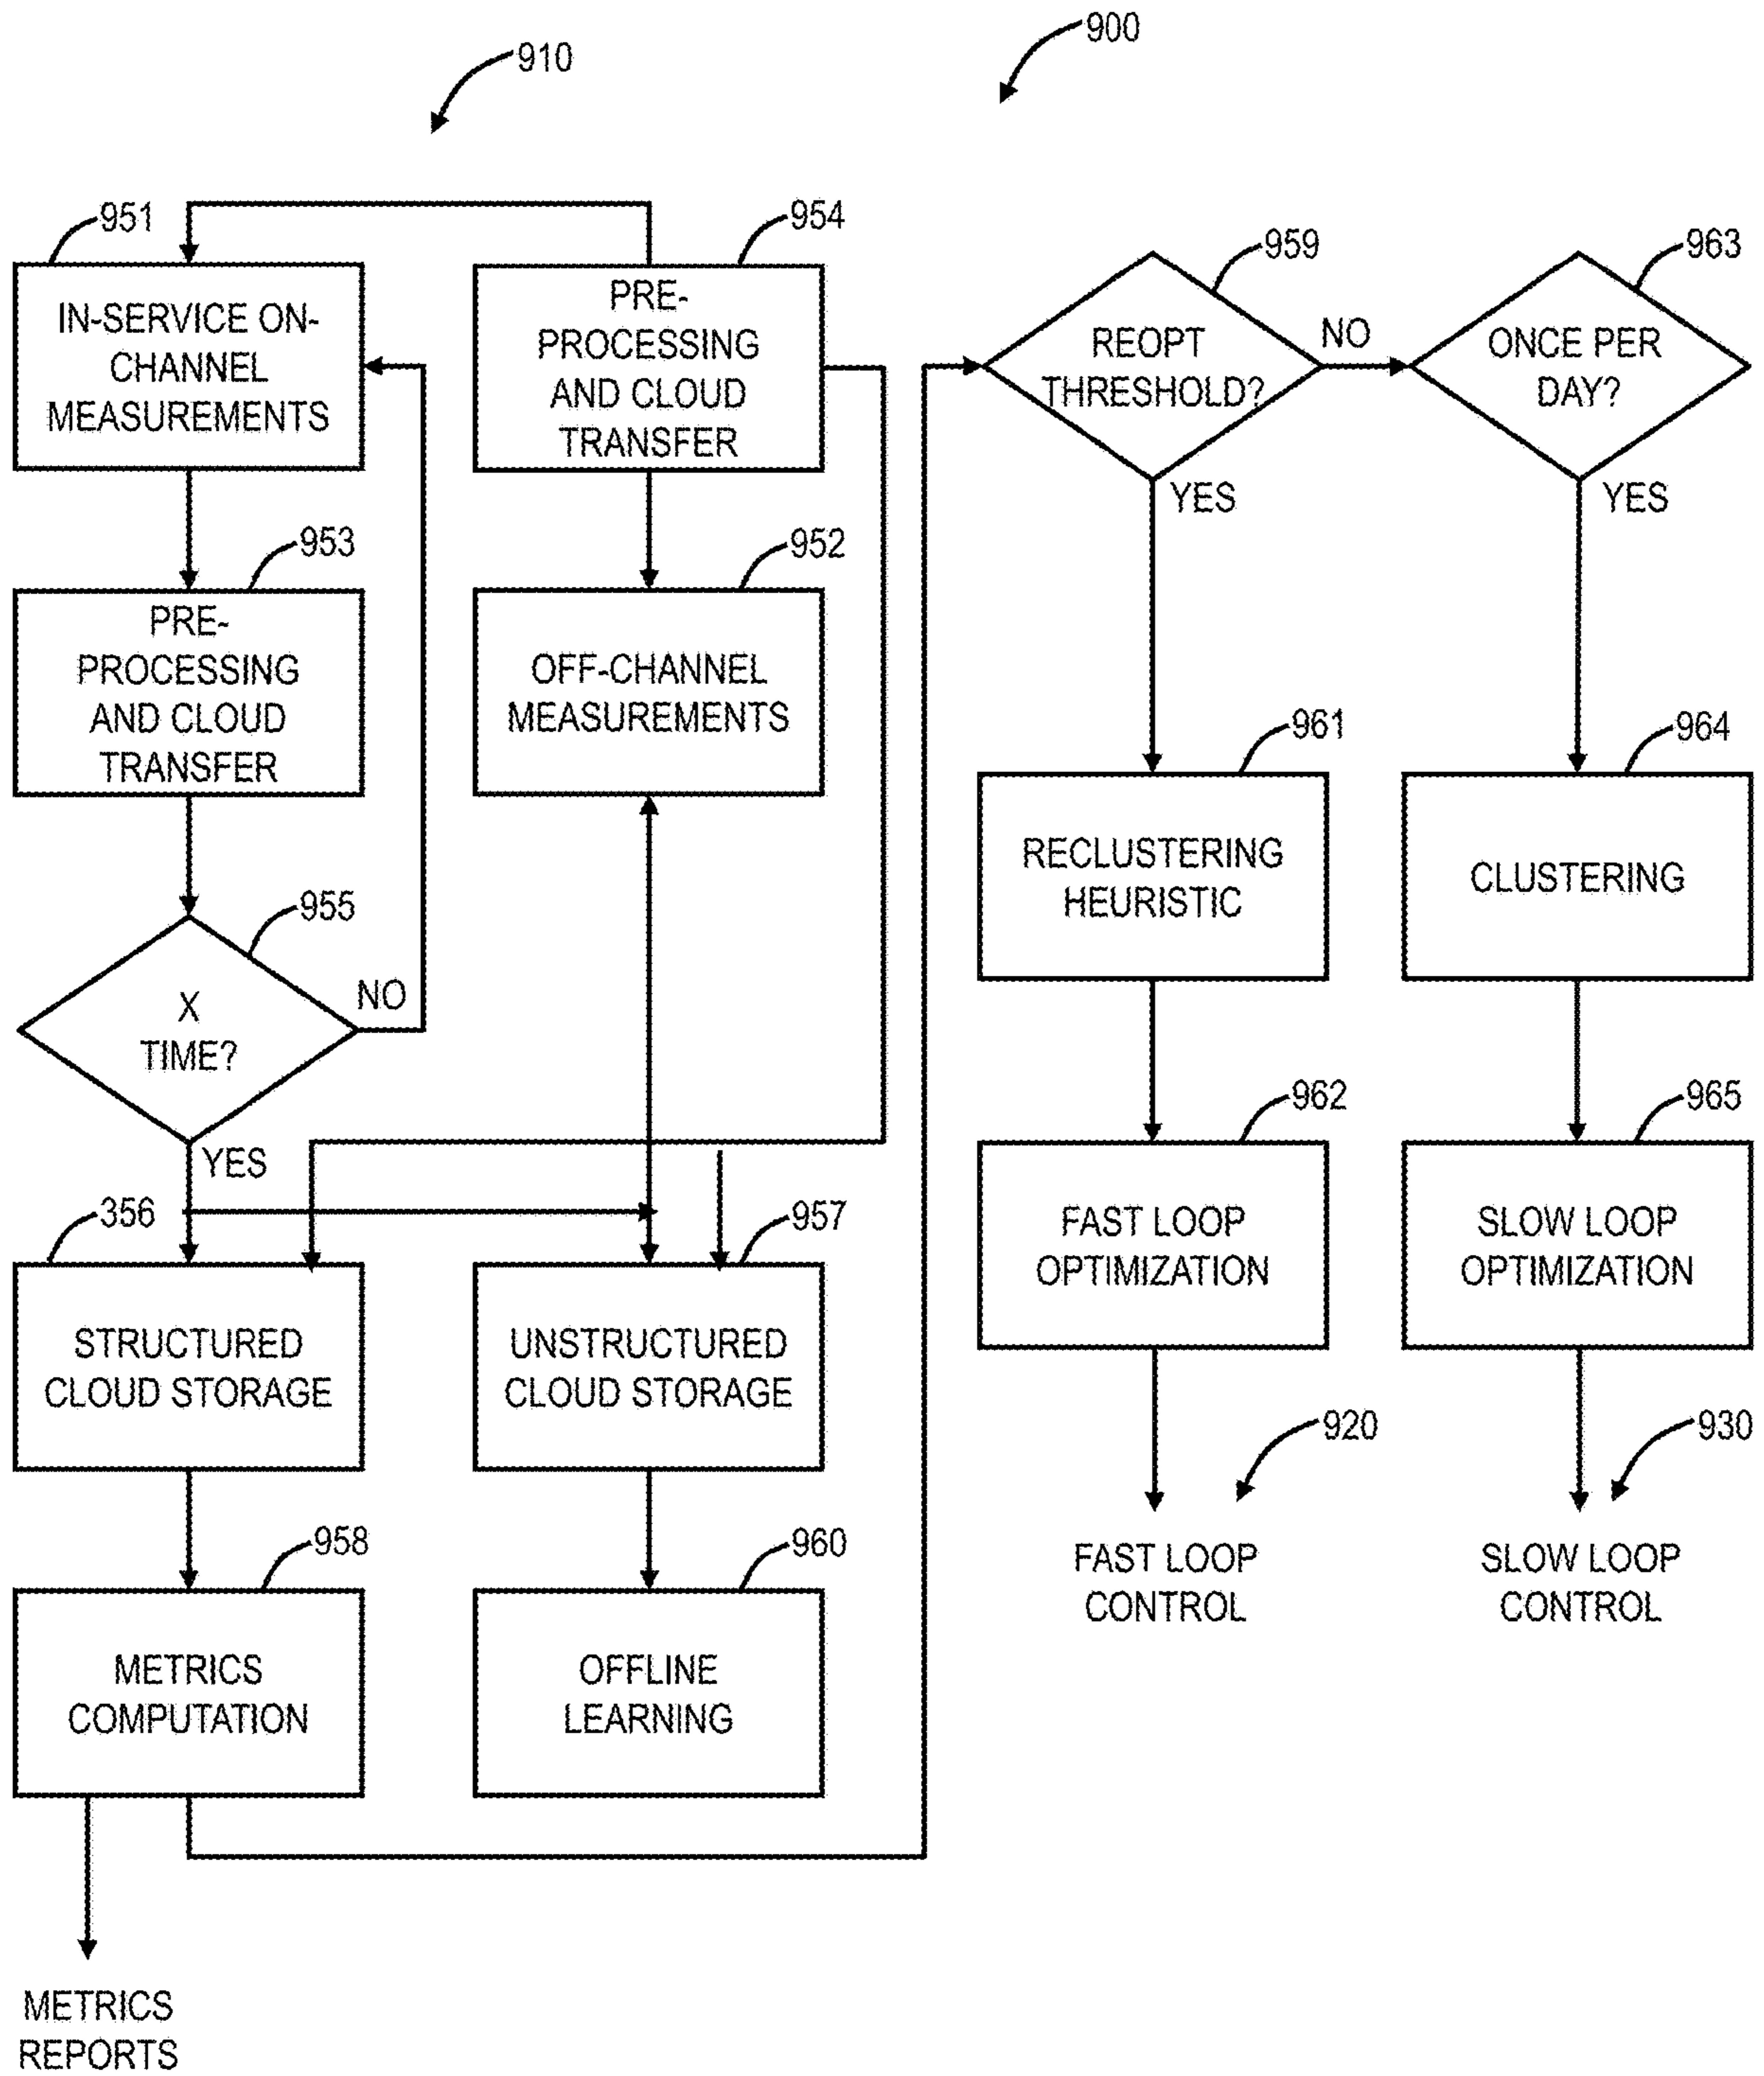 910
900
951
IN-SERVICE ON-
CHANNEL
MEASUREMENTS
954
PRE-
PROCESSING
AND CLOUD
TRANSFER
959
REOPT
THRESHOLD?
NO
YES
963
ONCE PER
DAY?
YES
953
PRE-
PROCESSING
AND CLOUD
TRANSFER
952
OFF-CHANNEL
MEASUREMENTS
961
RECLUSTERING
HEURISTIC
964
CLUSTERING
955
X
TIME?
NO
YES
962
FAST LOOP
OPTIMIZATION
965
SLOW LOOP
OPTIMIZATION
356
STRUCTURED
CLOUD STORAGE
957
UNSTRUCTURED
CLOUD STORAGE
920
FAST LOOP
CONTROL
930
SLOW LOOP
CONTROL
958
METRICS
COMPUTATION
960
OFFLINE
LEARNING
METRICS
REPORTS